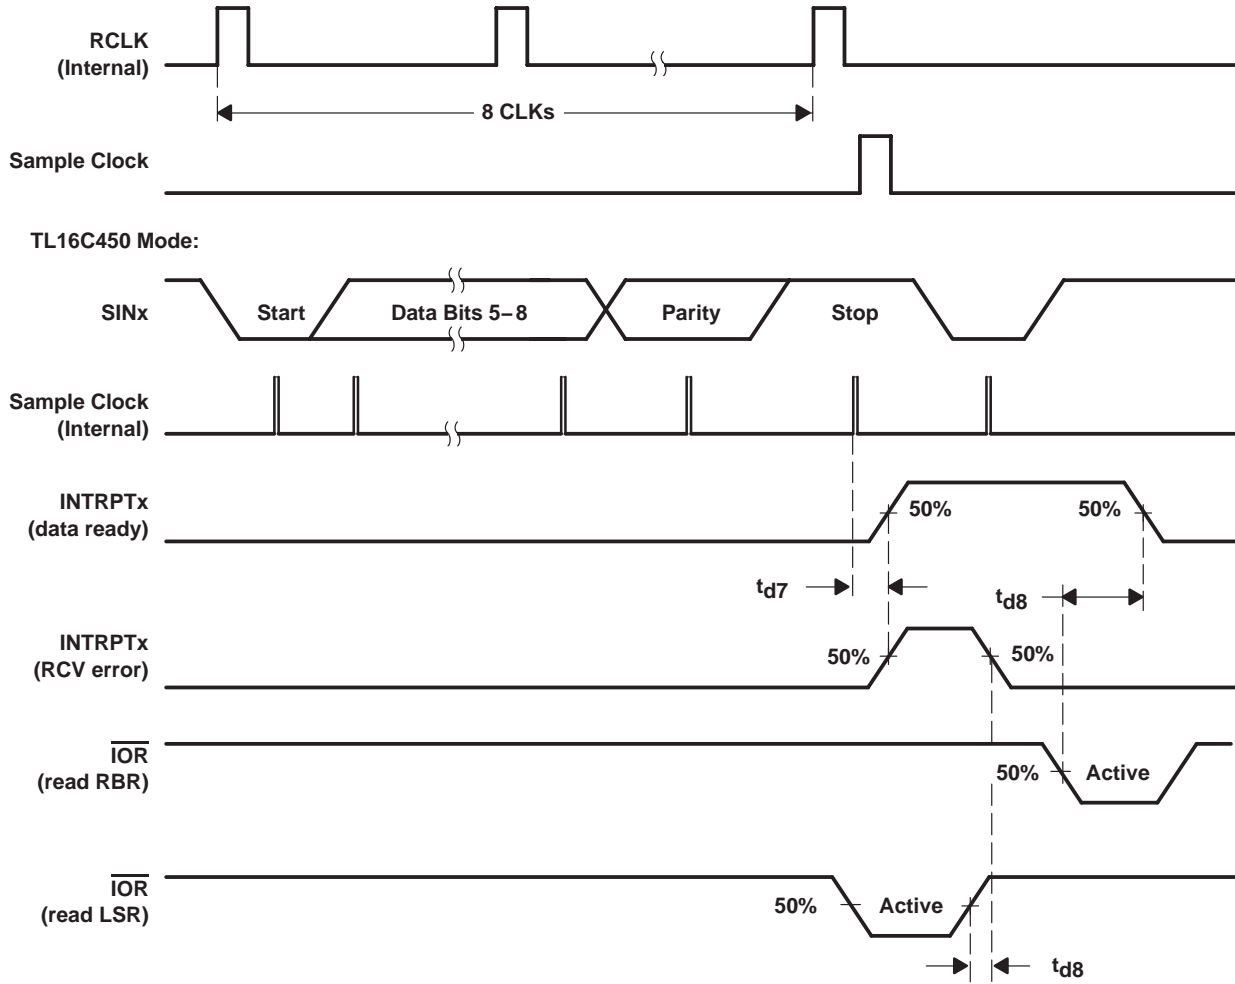 RCLK
(Internal)
8 CLKs
Sample Clock
TL16C450 Mode:
SINx
Start
Data Bits 5–8
Parity
Stop
Sample Clock
(Internal)
INTRPTx
(data ready)
50%
50%
td7
td8
INTRPTx
(RCV error)
50%
50%
IOR
(read RBR)
50%
Active
IOR
(read LSR)
50%
Active
td8